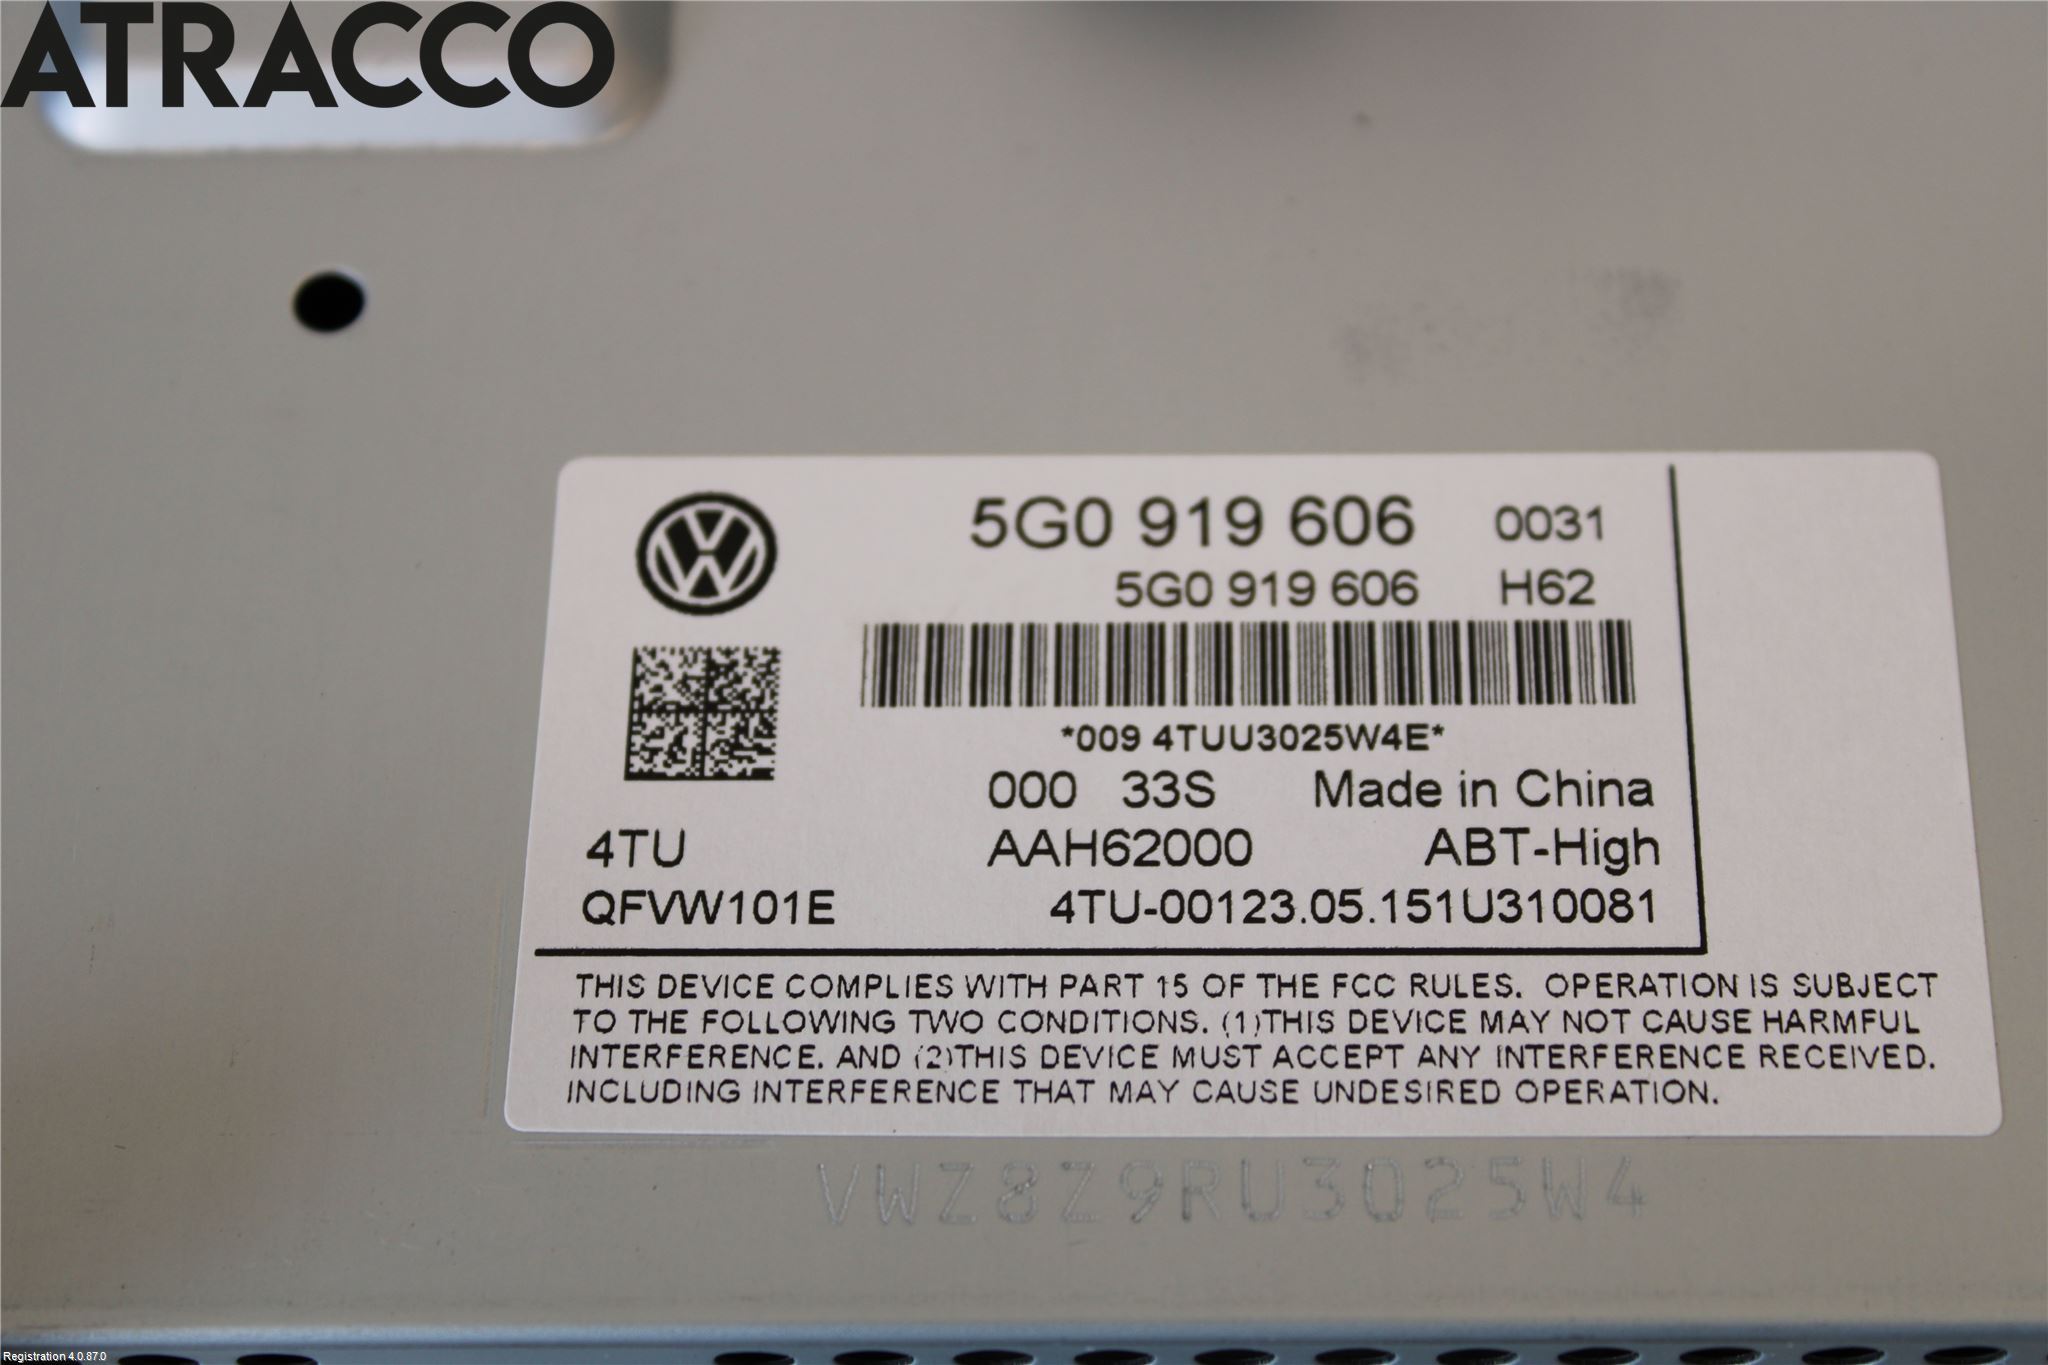 ATRACCO
5G0 919 606 0031
5G0 919 606 H62
*009 4TUU3025W4E*
000 33S Made in China
4TU AAH62000 ABT-High
QFVW101E 4TU-00123.05.151U310081
THIS DEVICE COMPLIES WITH PART 15 OF THE FCC RULES. OPERATION IS SUBJECT
TO THE FOLLOWING TWO CONDITIONS. (1)THIS DEVICE MAY NOT CAUSE HARMFUL
INTERFERENCE. AND (2)THIS DEVICE MUST ACCEPT ANY INTERFERENCE RECEIVED.
INCLUDING INTERFERENCE THAT MAY CAUSE UNDESIRED OPERATION.
VWZ8Z9RU3025W4
Registration 4.0.87.0